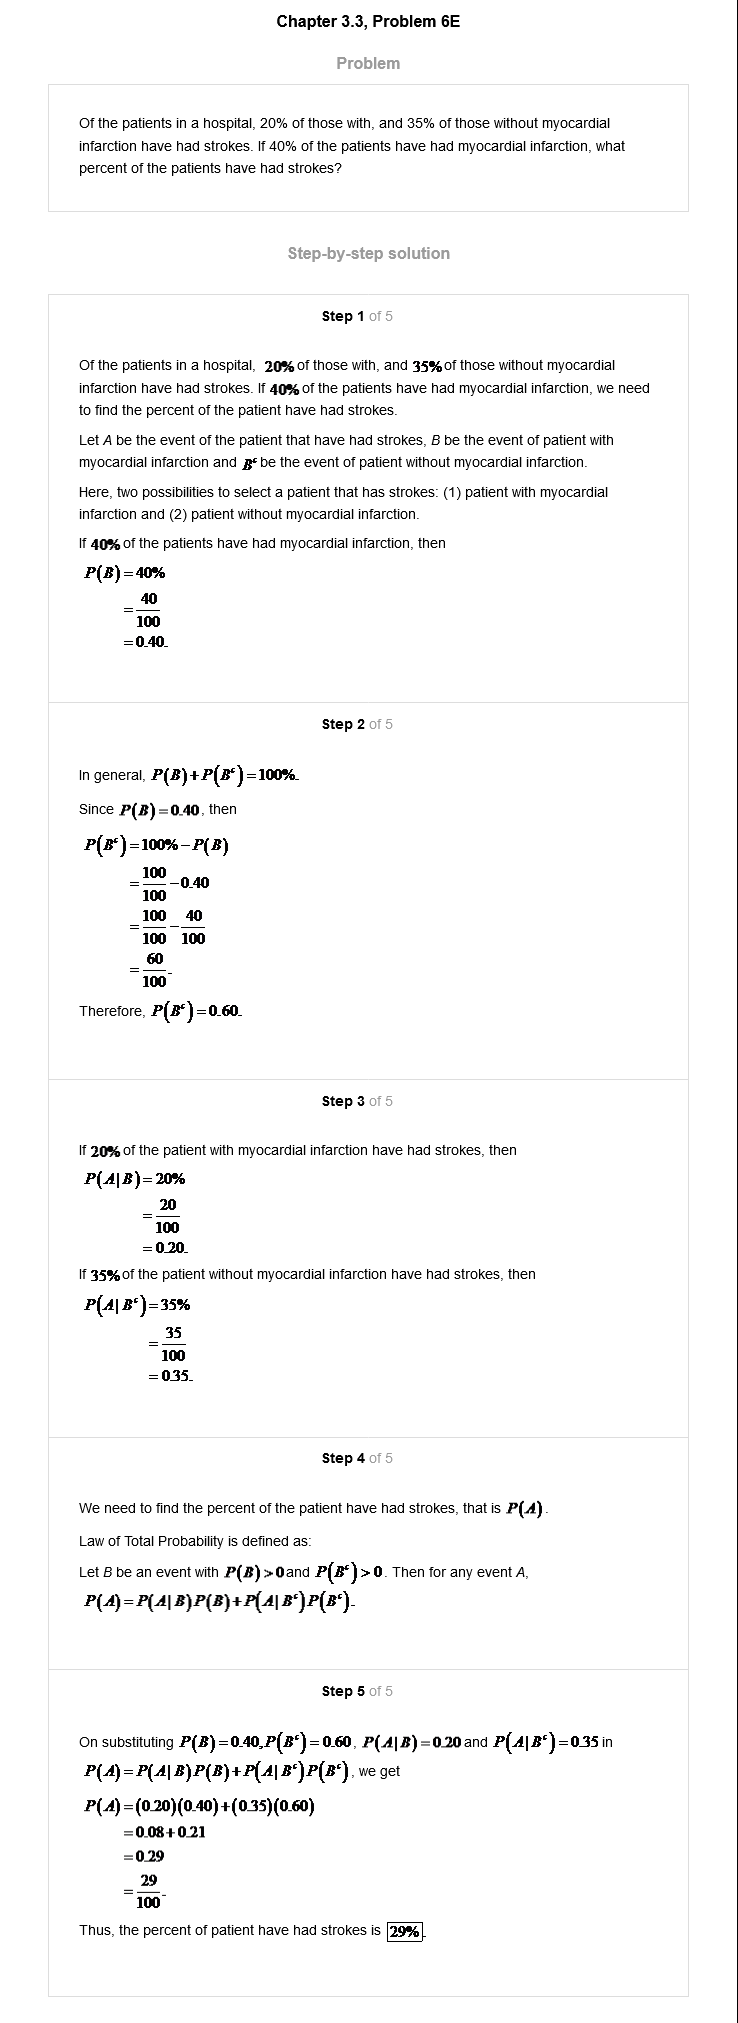 Chapter 3.3, Problem 6E
Problem
Of the patients in a hospital, 20% of those with, and 35% of those without myocardial
infarction have had strokes. If 40% of the patients have had myocardial infarction, what
percent of the patients have had strokes?
Step-by-step solution
Step 1 of 5
Of the patients in a hospital, 20% of those with, and 35% of those without myocardial
infarction have had strokes. If 40% of the patients have had myocardial infarction, we need
to find the percent of the patient have had strokes.
Let A be the event of the patient that have had strokes, B be the event of patient with
myocardial infarction and Bᶜ be the event of patient without myocardial infarction.
Here, two possibilities to select a patient that has strokes: (1) patient with myocardial
infarction and (2) patient without myocardial infarction.
If 40% of the patients have had myocardial infarction, then
P(B)=40%
=40/100
=0.40.
Step 2 of 5
In general, P(B)+P(Bᶜ)=100%.
Since P(B)=0.40, then
P(Bᶜ)=100%−P(B)
=100/100−0.40
=100/100−40/100
=60/100.
Therefore, P(Bᶜ)=0.60.
Step 3 of 5
If 20% of the patient with myocardial infarction have had strokes, then
P(A|B)=20%
=20/100
=0.20.
If 35% of the patient without myocardial infarction have had strokes, then
P(A|Bᶜ)=35%
=35/100
=0.35.
Step 4 of 5
We need to find the percent of the patient have had strokes, that is P(A).
Law of Total Probability is defined as:
Let B be an event with P(B)>0 and P(Bᶜ)>0. Then for any event A,
P(A)=P(A|B)P(B)+P(A|Bᶜ)P(Bᶜ).
Step 5 of 5
On substituting P(B)=0.40, P(Bᶜ)=0.60, P(A|B)=0.20 and P(A|Bᶜ)=0.35 in
P(A)=P(A|B)P(B)+P(A|Bᶜ)P(Bᶜ), we get
P(A)=(0.20)(0.40)+(0.35)(0.60)
=0.08+0.21
=0.29
=29/100.
Thus, the percent of patient have had strokes is 29%.